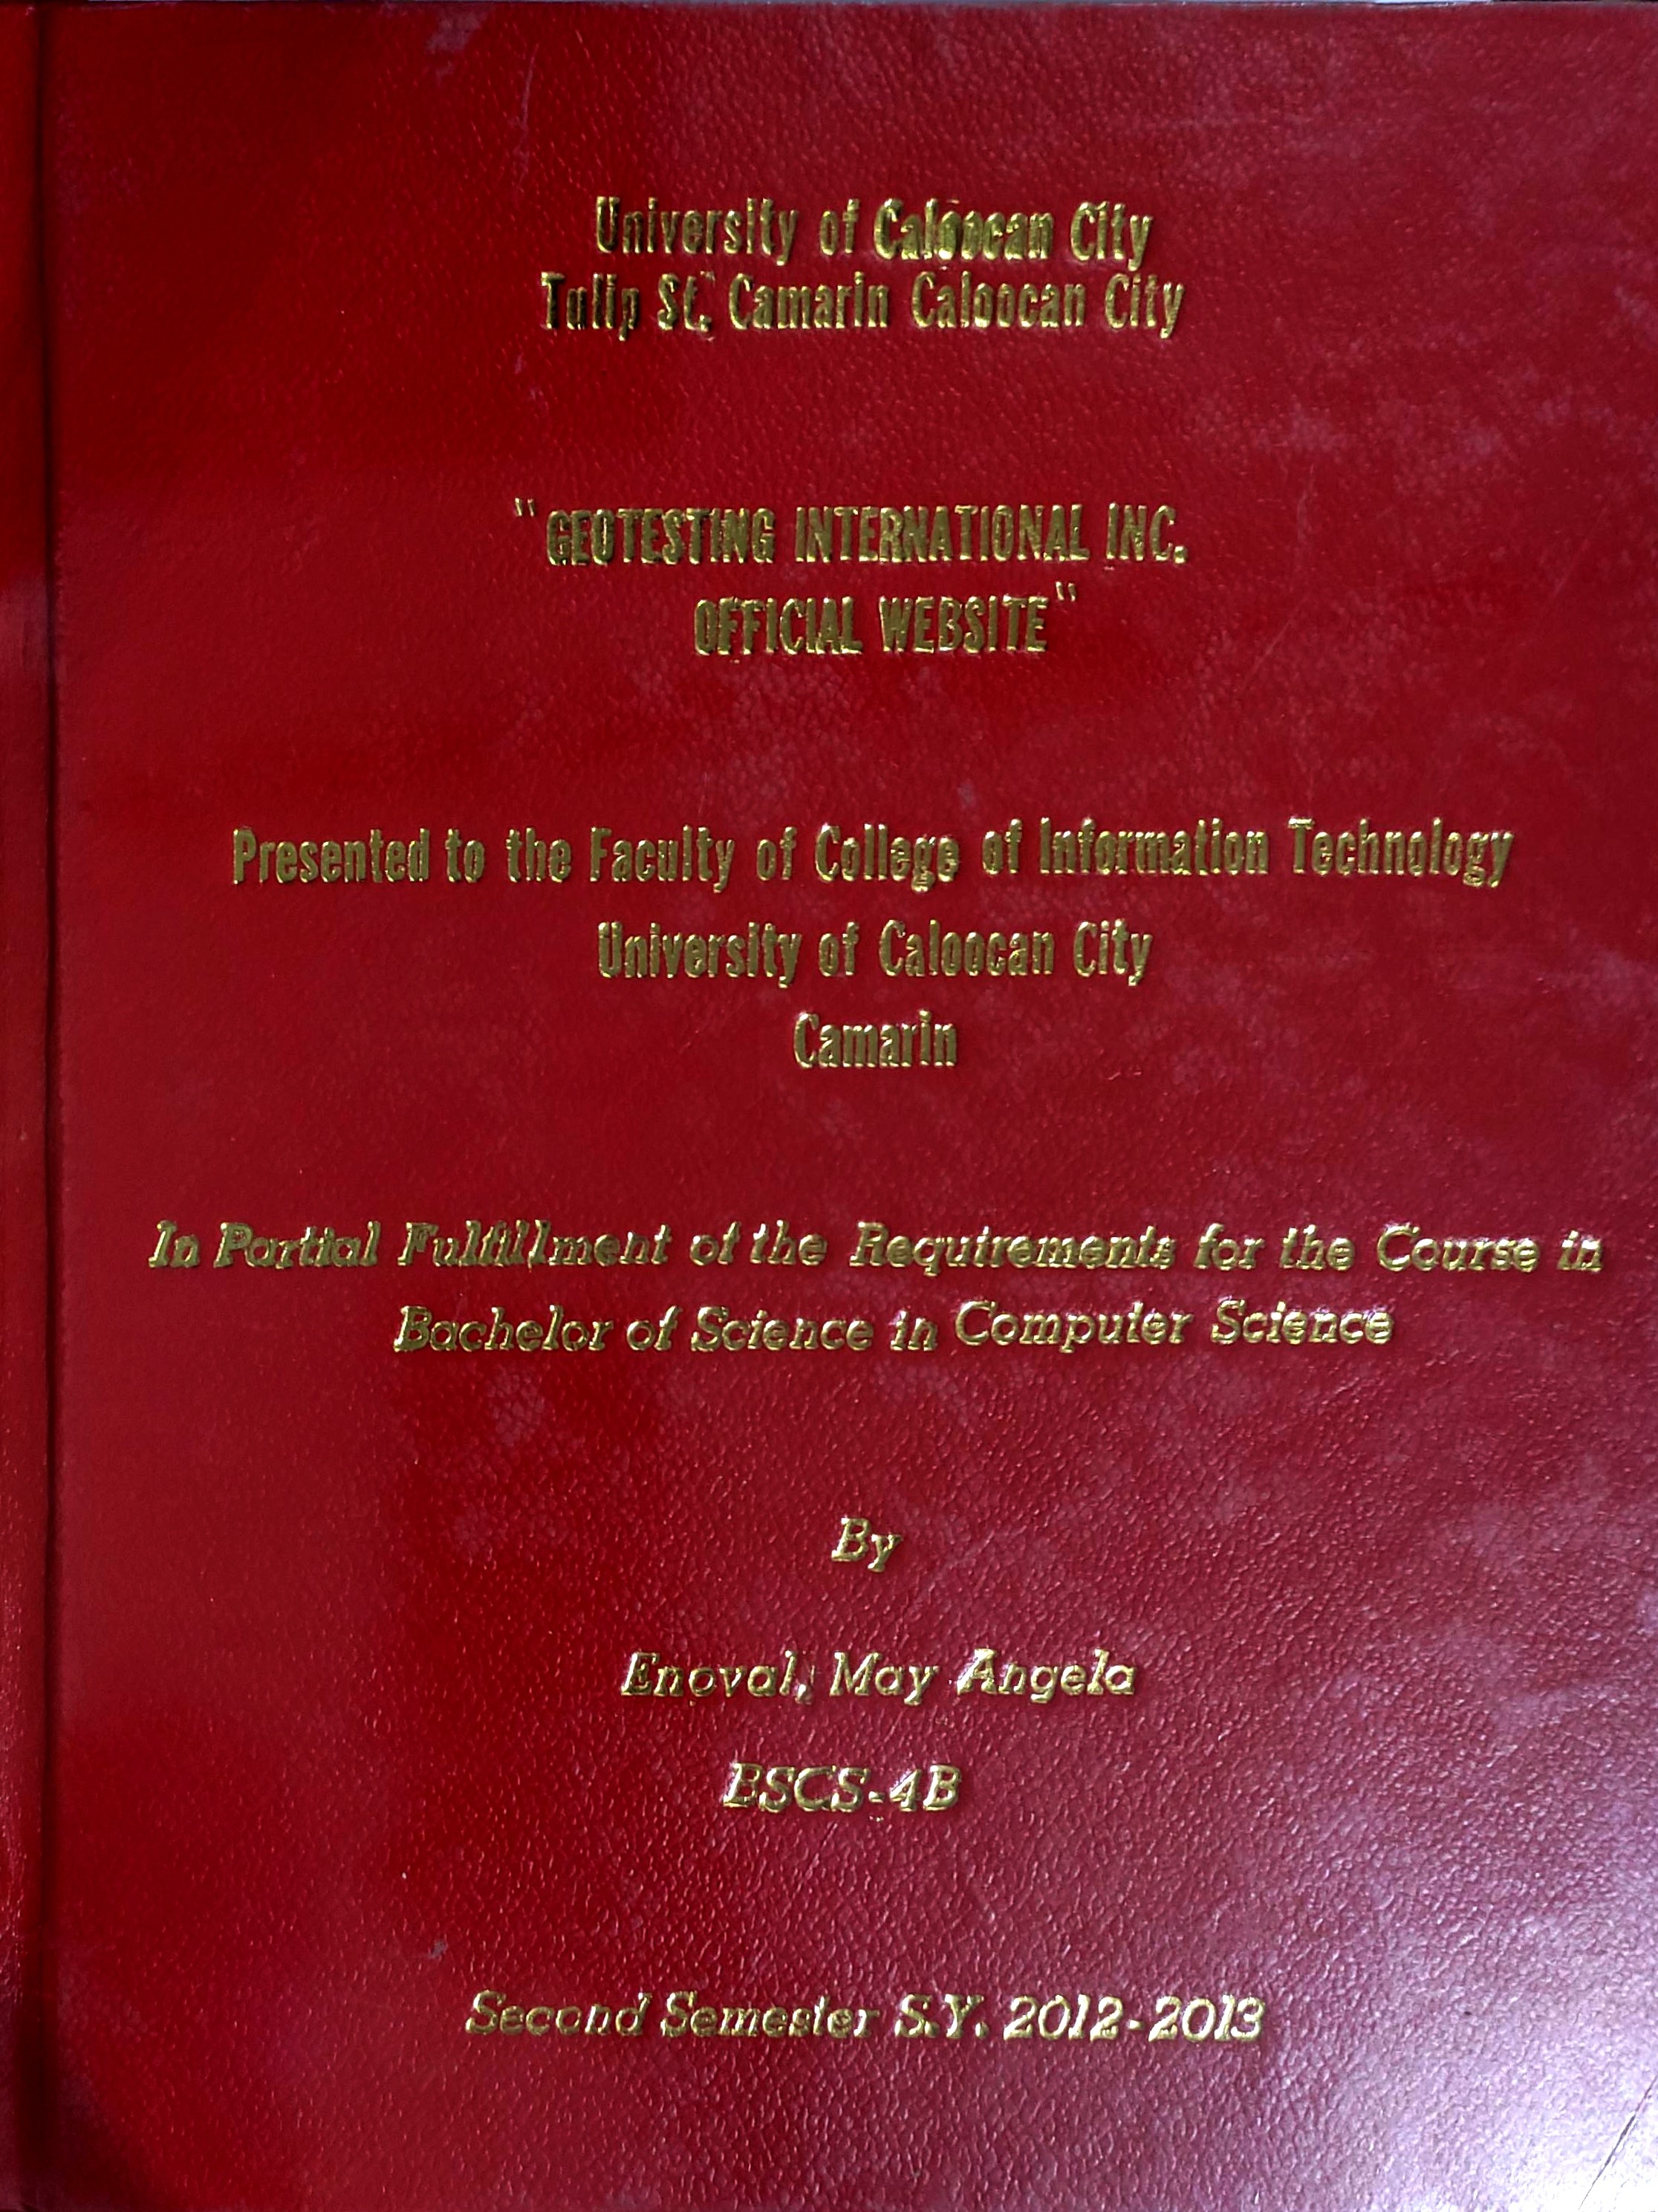 University of Caloocan City
Tulip St. Camarin Caloocan City
"GEOTESTING INTERNATIONAL INC.
OFFICIAL WEBSITE"
Presented to the Faculty of College of Information Technology
University of Caloocan City
Camarin
In Partial Fulfillment of the Requirements for the Course in
Bachelor of Science in Computer Science
By
Enoval, May Angela
BSCS-4B
Second Semester S.Y. 2012-2013